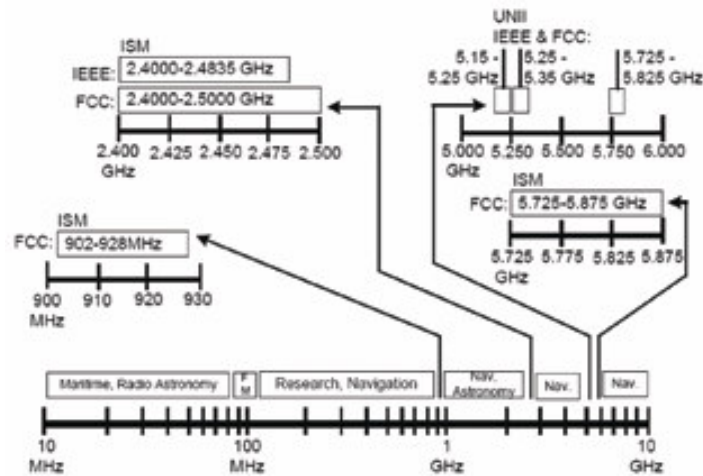 ISM
IEEE: 2.4000-2.4835 GHz
FCC: 2.4000-2.5000 GHz
2.400 2.425 2.450 2.475 2.500
GHz
UNII
IEEE & FCC:
5.15 - 5.25 - 5.725 -
5.25 GHz 5.35 GHz 5.825 GHz
5.000 5.250 5.500 5.750 6.000
GHz
ISM
FCC: 5.725-5.875 GHz
5.725 5.775 5.825 5.875
GHz
ISM
FCC: 902-928MHz
900 910 920 930
MHz
Maritime, Radio Astronomy
F
M
Research, Navigation
Nav.
Astronomy
Nav.
Nav.
10 100 1 10
MHz MHz GHz GHz